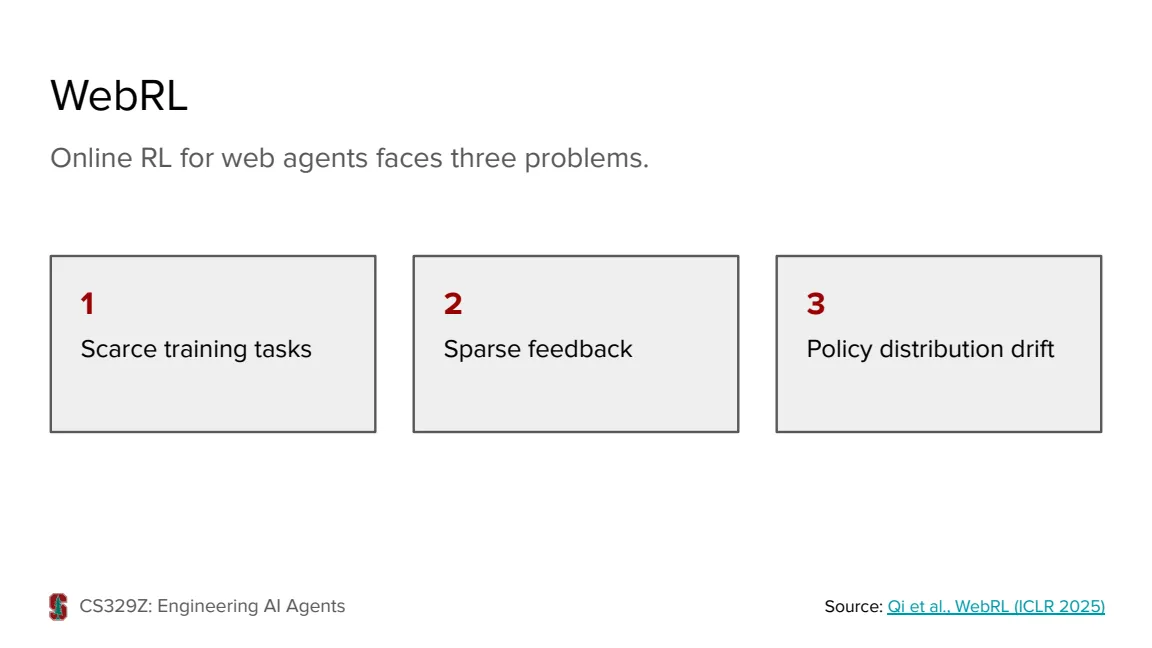 WebRL
Online RL for web agents faces three problems.
1
Scarce training tasks
2
Sparse feedback
3
Policy distribution drift
CS329Z: Engineering AI Agents
Source: Qi et al., WebRL (ICLR 2025)